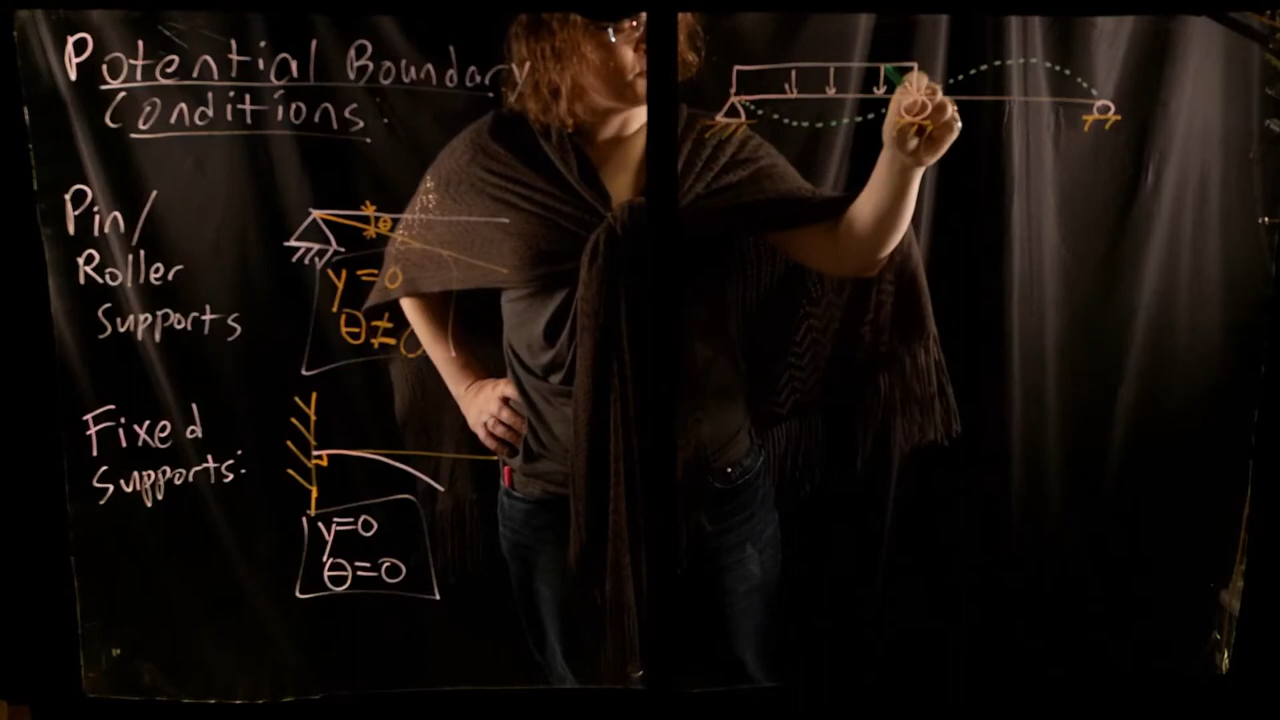 Potential Boundary
Conditions
Pin/
Roller
Supports
θ
y=0
θ≠0
Fixed
Supports:
y=0
θ=0